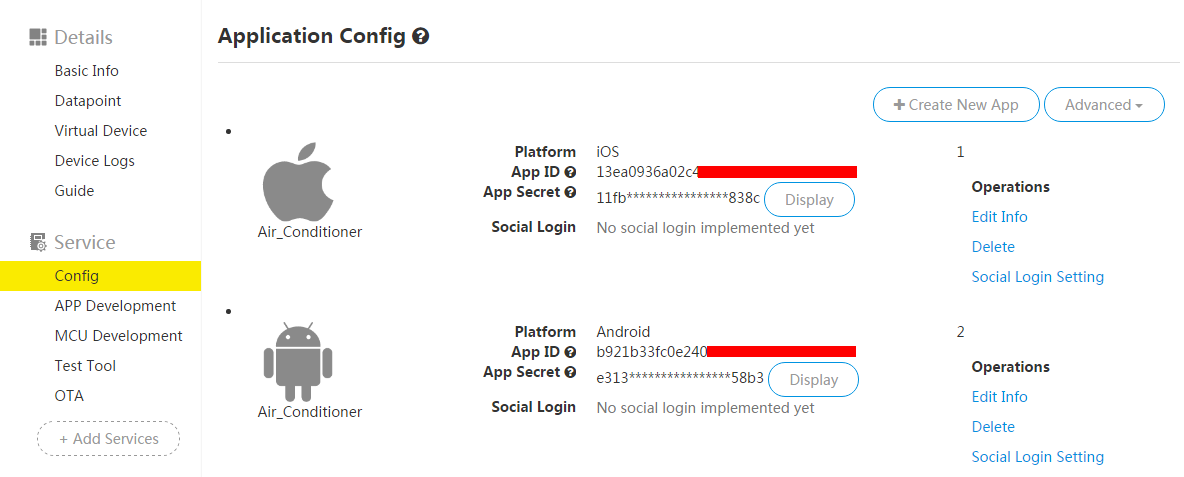 Details
Basic Info
Datapoint
Virtual Device
Device Logs
Guide
Service
Config
APP Development
MCU Development
Test Tool
OTA
+ Add Services
Application Config ?
+ Create New App
Advanced
Air_Conditioner
Platform iOS
App ID ? 13ea0936a02c4
App Secret ? 11fb****************838c Display
Social Login No social login implemented yet
1
Operations
Edit Info
Delete
Social Login Setting
Air_Conditioner
Platform Android
App ID ? b921b33fc0e240
App Secret ? e313****************58b3 Display
Social Login No social login implemented yet
2
Operations
Edit Info
Delete
Social Login Setting